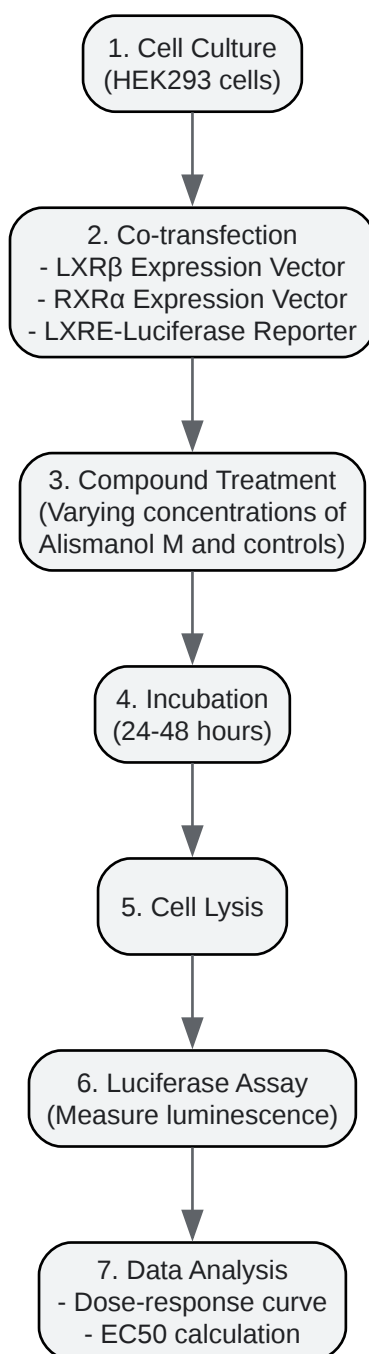 1. Cell Culture
(HEK293 cells)
2. Co-transfection
- LXRβ Expression Vector
- RXRα Expression Vector
- LXRE-Luciferase Reporter
3. Compound Treatment
(Varying concentrations of
Alismanol M and controls)
4. Incubation
(24-48 hours)
5. Cell Lysis
6. Luciferase Assay
(Measure luminescence)
7. Data Analysis
- Dose-response curve
- EC50 calculation